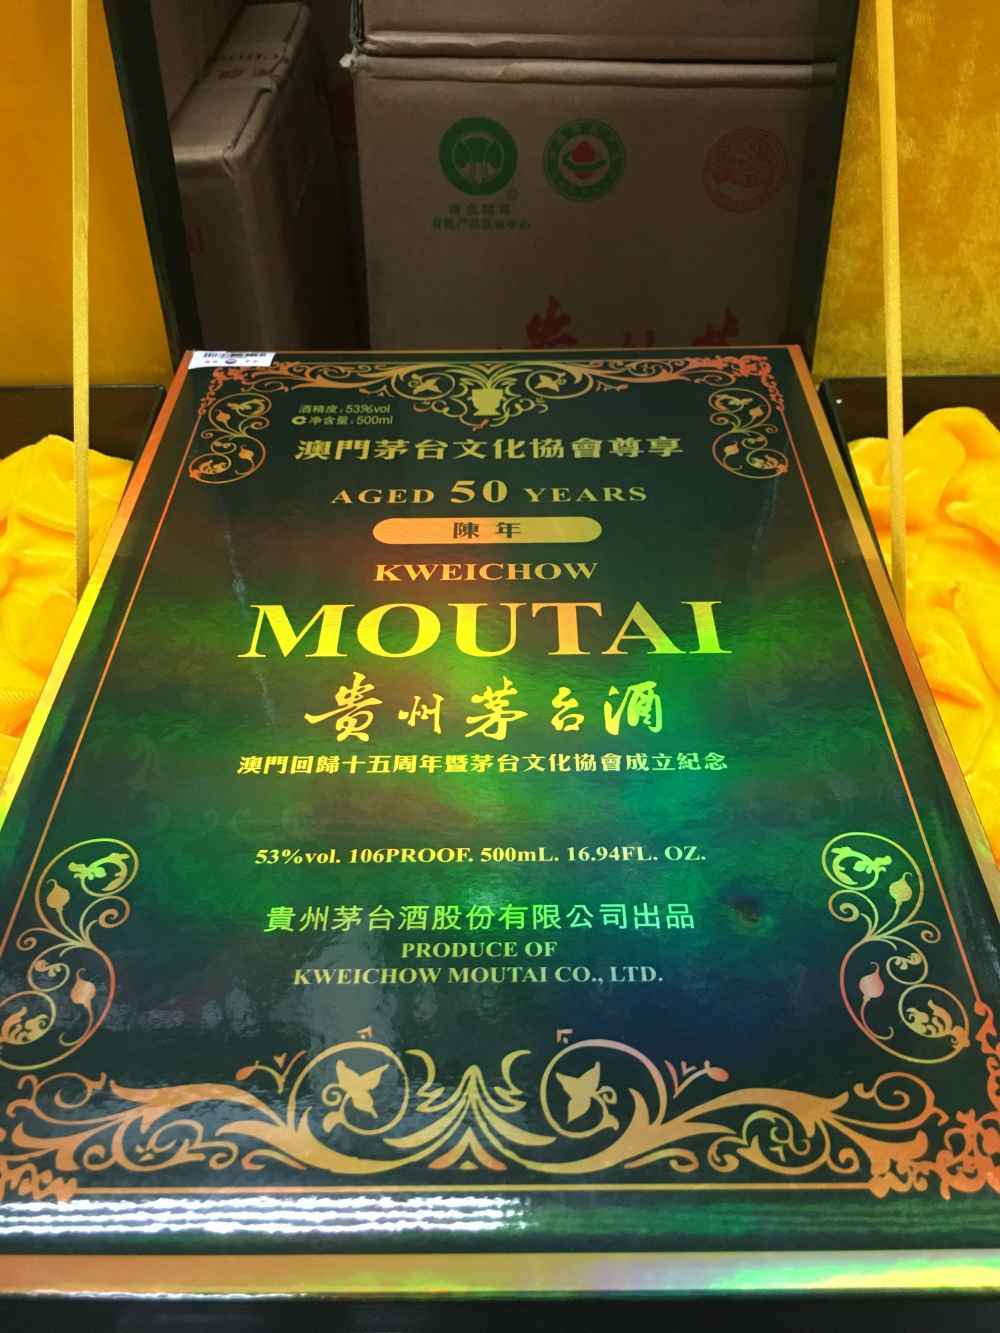 酒精度:53%vol
净含量:500ml
澳門茅台文化協會尊享
AGED 50 YEARS
陳年
KWEICHOW
MOUTAI
貴州茅台酒
澳門回歸十五周年暨茅台文化協會成立紀念
53%vol. 106PROOF. 500mL. 16.94FL. OZ.
貴州茅台酒股份有限公司出品
PRODUCE OF
KWEICHOW MOUTAI CO., LTD.